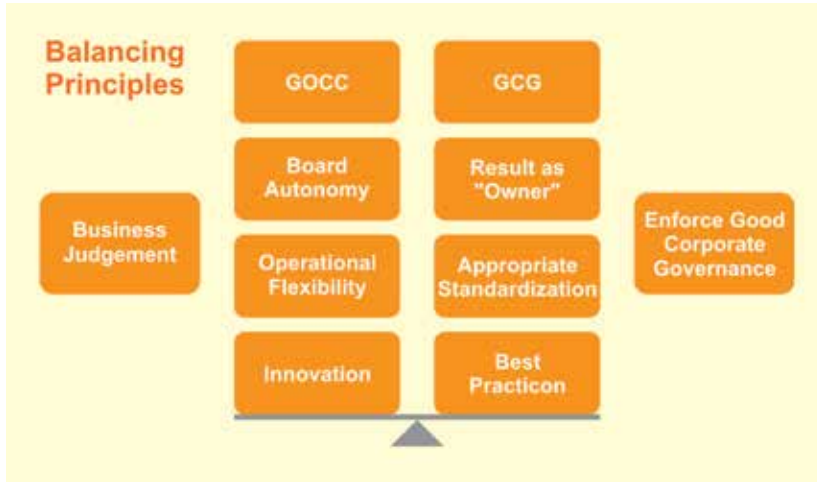 Balancing
Principles
GOCC
GCG
Board
Autonomy
Result as
"Owner"
Business
Judgement
Enforce Good
Corporate
Governance
Operational
Flexibility
Appropriate
Standardization
Innovation
Best
Practicon